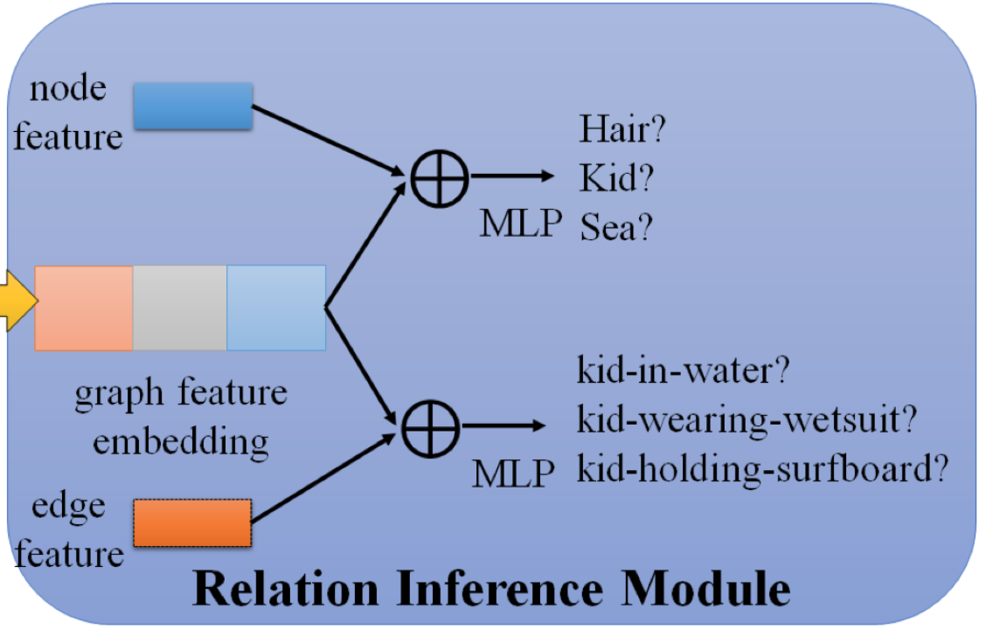 node
feature
Hair?
Kid?
Sea?
MLP
graph feature
embedding
kid-in-water?
kid-wearing-wetsuit?
kid-holding-surfboard?
MLP
edge
feature
Relation Inference Module